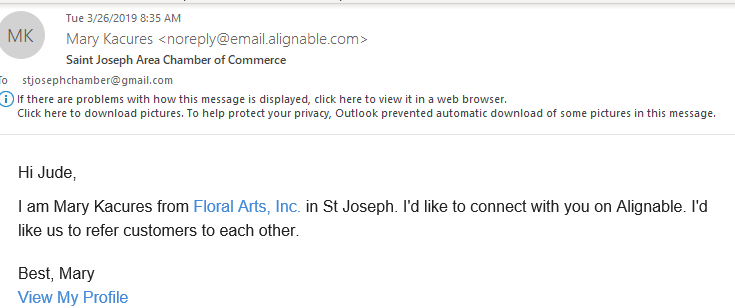 MK
Tue 3/26/2019 8:35 AM
Mary Kacures <noreply@email.alignable.com>
Saint Joseph Area Chamber of Commerce
To stjosephchamber@gmail.com
If there are problems with how this message is displayed, click here to view it in a web browser.
Click here to download pictures. To help protect your privacy, Outlook prevented automatic download of some pictures in this message.
Hi Jude,
I am Mary Kacures from Floral Arts, Inc. in St Joseph. I'd like to connect with you on Alignable. I'd
like us to refer customers to each other.
Best, Mary
View My Profile